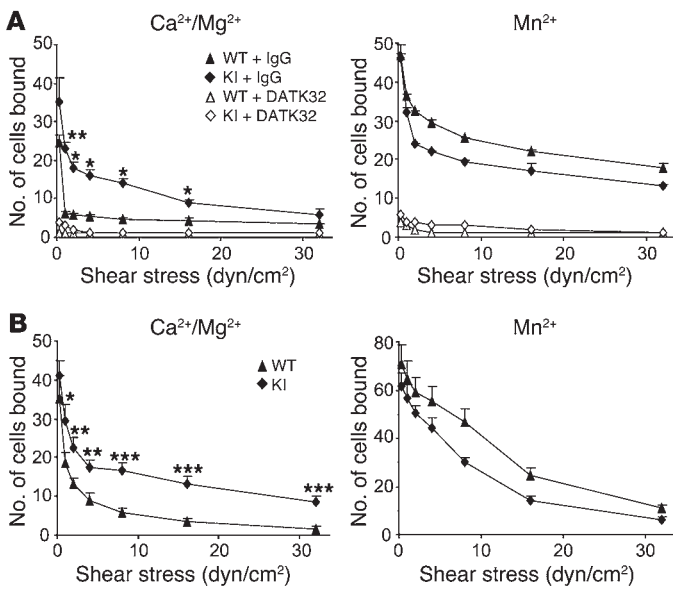 A
Ca²⁺/Mg²⁺
Mn²⁺
No. of cells bound
50
40
30
20
10
0
** 
*
*
*
*
WT + IgG
KI + IgG
WT + DATK32
KI + DATK32
0
10
20
30
Shear stress (dyn/cm²)
No. of cells bound
50
40
30
20
10
0
0
10
20
30
Shear stress (dyn/cm²)
B
Ca²⁺/Mg²⁺
Mn²⁺
No. of cells bound
50
40
30
20
10
0
*
**
**
***
***
***
WT
KI
0
10
20
30
Shear stress (dyn/cm²)
No. of cells bound
80
60
40
20
0
0
10
20
30
Shear stress (dyn/cm²)